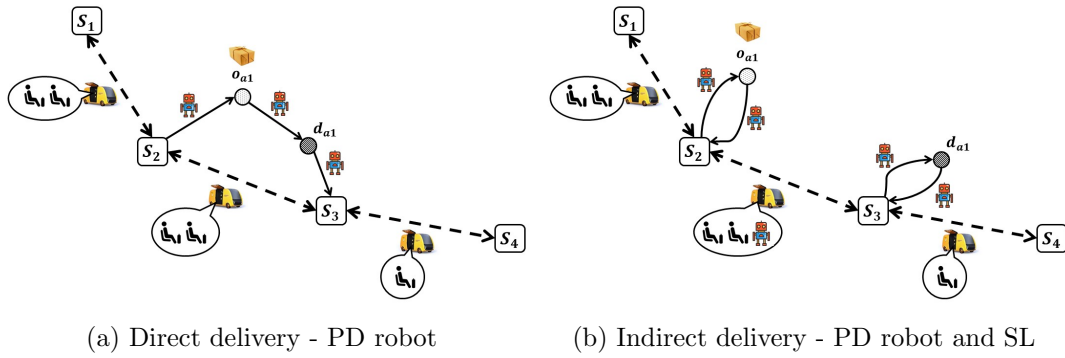 S₁
oₐ₁
dₐ₁
S₂
S₃
S₄
(a) Direct delivery - PD robot
S₁
oₐ₁
dₐ₁
S₂
S₃
S₄
(b) Indirect delivery - PD robot and SL